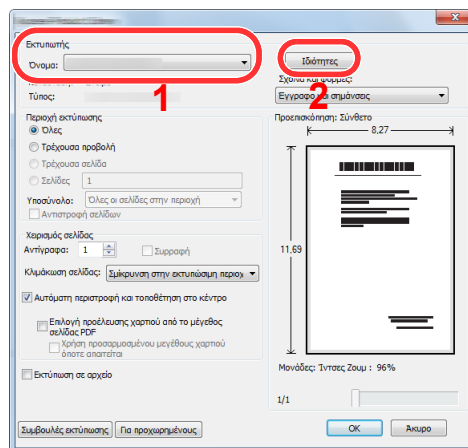 Εκτυπωτής
Όνομα:
Ιδιότητες
1
2
Τύπος:
Σχόλια και φόρμες:
Έγγραφο και σημάνσεις
Περιοχή εκτύπωσης
Όλες
Τρέχουσα προβολή
Τρέχουσα σελίδα
Σελίδες 1
Υποσύνολο: Όλες οι σελίδες στην περιοχή
Αντιστροφή σελίδων
Προεπισκόπηση: Σύνθετο
8,27
11,69
Χειρισμός σελίδας
Αντίγραφα: 1 Συρραφή
Κλιμάκωση σελίδας: Σμίκρυνση στην εκτυπώσιμη περιοχ
Αυτόματη περιστροφή και τοποθέτηση στο κέντρο
Επιλογή προέλευσης χαρτιού από το μέγεθος
σελίδας PDF
Χρήση προσαρμοσμένου μεγέθους χαρτιού
όποτε απαιτείται
Εκτύπωση σε αρχείο
Μονάδες: Ίντσες Ζουμ : 96%
1/1
Συμβουλές εκτύπωσης Για προχωρημένους
OK Άκυρο